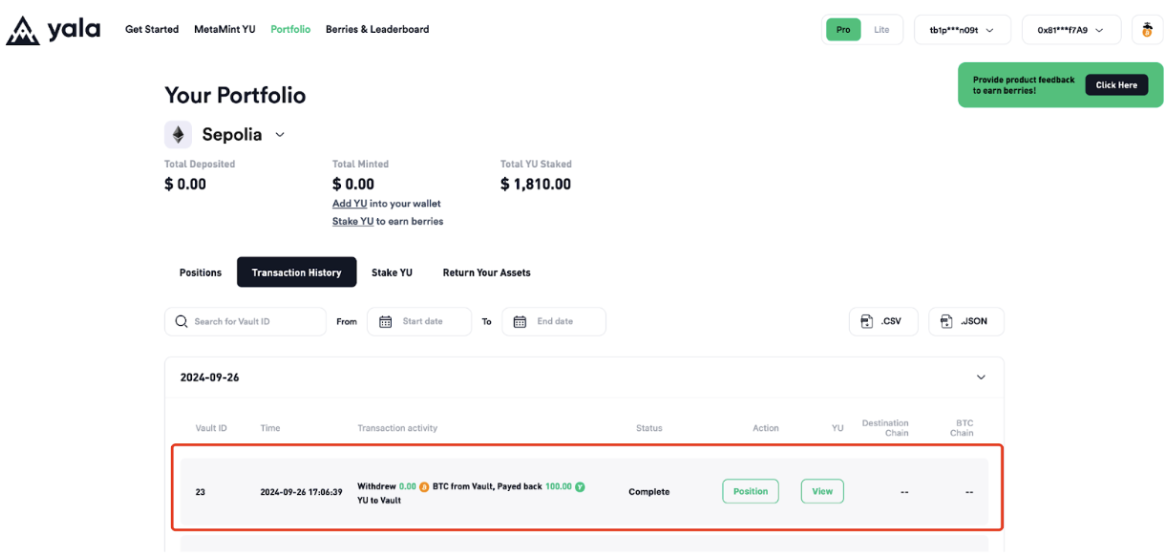 yala
Get Started MetaMint YU Portfolio Berries & Leaderboard
Pro Lite tb1p***n09t 0x81***f7A9
Provide product feedback
to earn berries!
Click Here
Your Portfolio
Sepolia
Total Deposited Total Minted Total YU Staked
$ 0.00 $ 0.00 $ 1,810.00
Add YU into your wallet
Stake YU to earn berries
Positions Transaction History Stake YU Return Your Assets
Search for Vault ID From Start date To End date .CSV .JSON
2024-09-26
Vault ID Time Transaction activity Status Action YU Destination Chain BTC Chain
23 2024-09-26 17:06:39 Withdrew 0.00 BTC from Vault, Payed back 100.00 Complete Position View -- --
YU to Vault